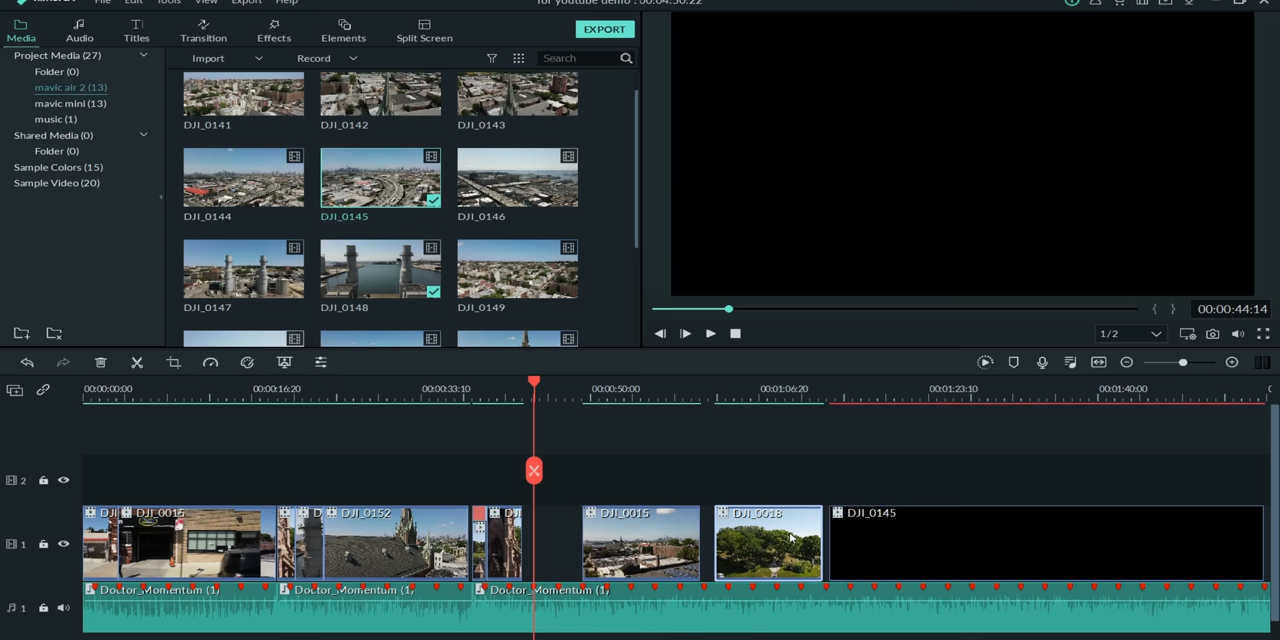 File Edit Tools View Export Help
for youtube demo : 00:04:50:22
Media Audio Titles Transition Effects Elements Split Screen
EXPORT
Project Media (27)
Folder (0)
mavic air 2 (13)
mavic mini (13)
music (1)
Shared Media (0)
Folder (0)
Sample Colors (15)
Sample Video (20)
Import Record Search
DJI_0141 DJI_0142 DJI_0143
DJI_0144 DJI_0145 DJI_0146
DJI_0147 DJI_0148 DJI_0149
00:00:44:14
1/2
00:00:00:00 00:00:16:20 00:00:33:10 00:00:50:00 00:01:06:20 00:01:23:10 00:01:40:00
2
1 DJI DJI_0015 D DJI_0152 DJI DJI_0015 DJI_0018 DJI_0145
1 Doctor_Momentum (1) Doctor_Momentum (1) Doctor_Momentum (1)